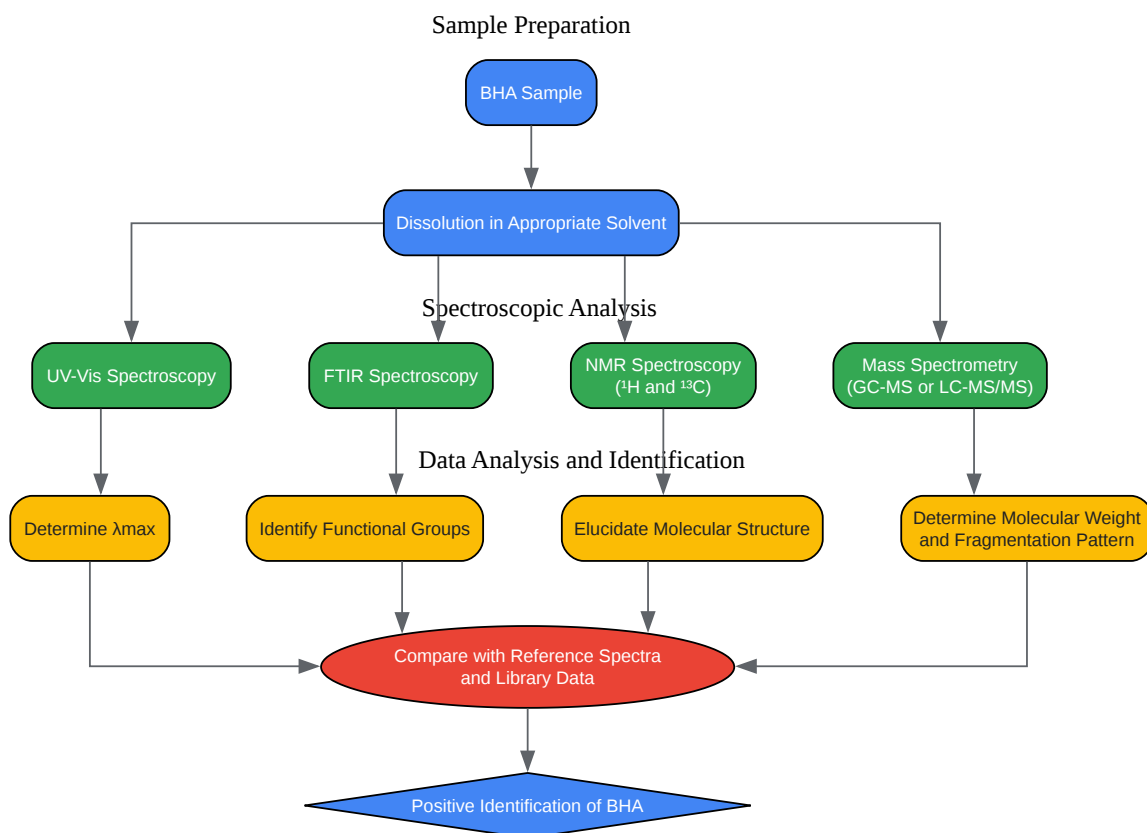 Sample Preparation
BHA Sample
Dissolution in Appropriate Solvent
Spectroscopic Analysis
UV-Vis Spectroscopy
FTIR Spectroscopy
NMR Spectroscopy
(¹H and ¹³C)
Mass Spectrometry
(GC-MS or LC-MS/MS)
Data Analysis and Identification
Determine λmax
Identify Functional Groups
Elucidate Molecular Structure
Determine Molecular Weight
and Fragmentation Pattern
Compare with Reference Spectra
and Library Data
Positive Identification of BHA